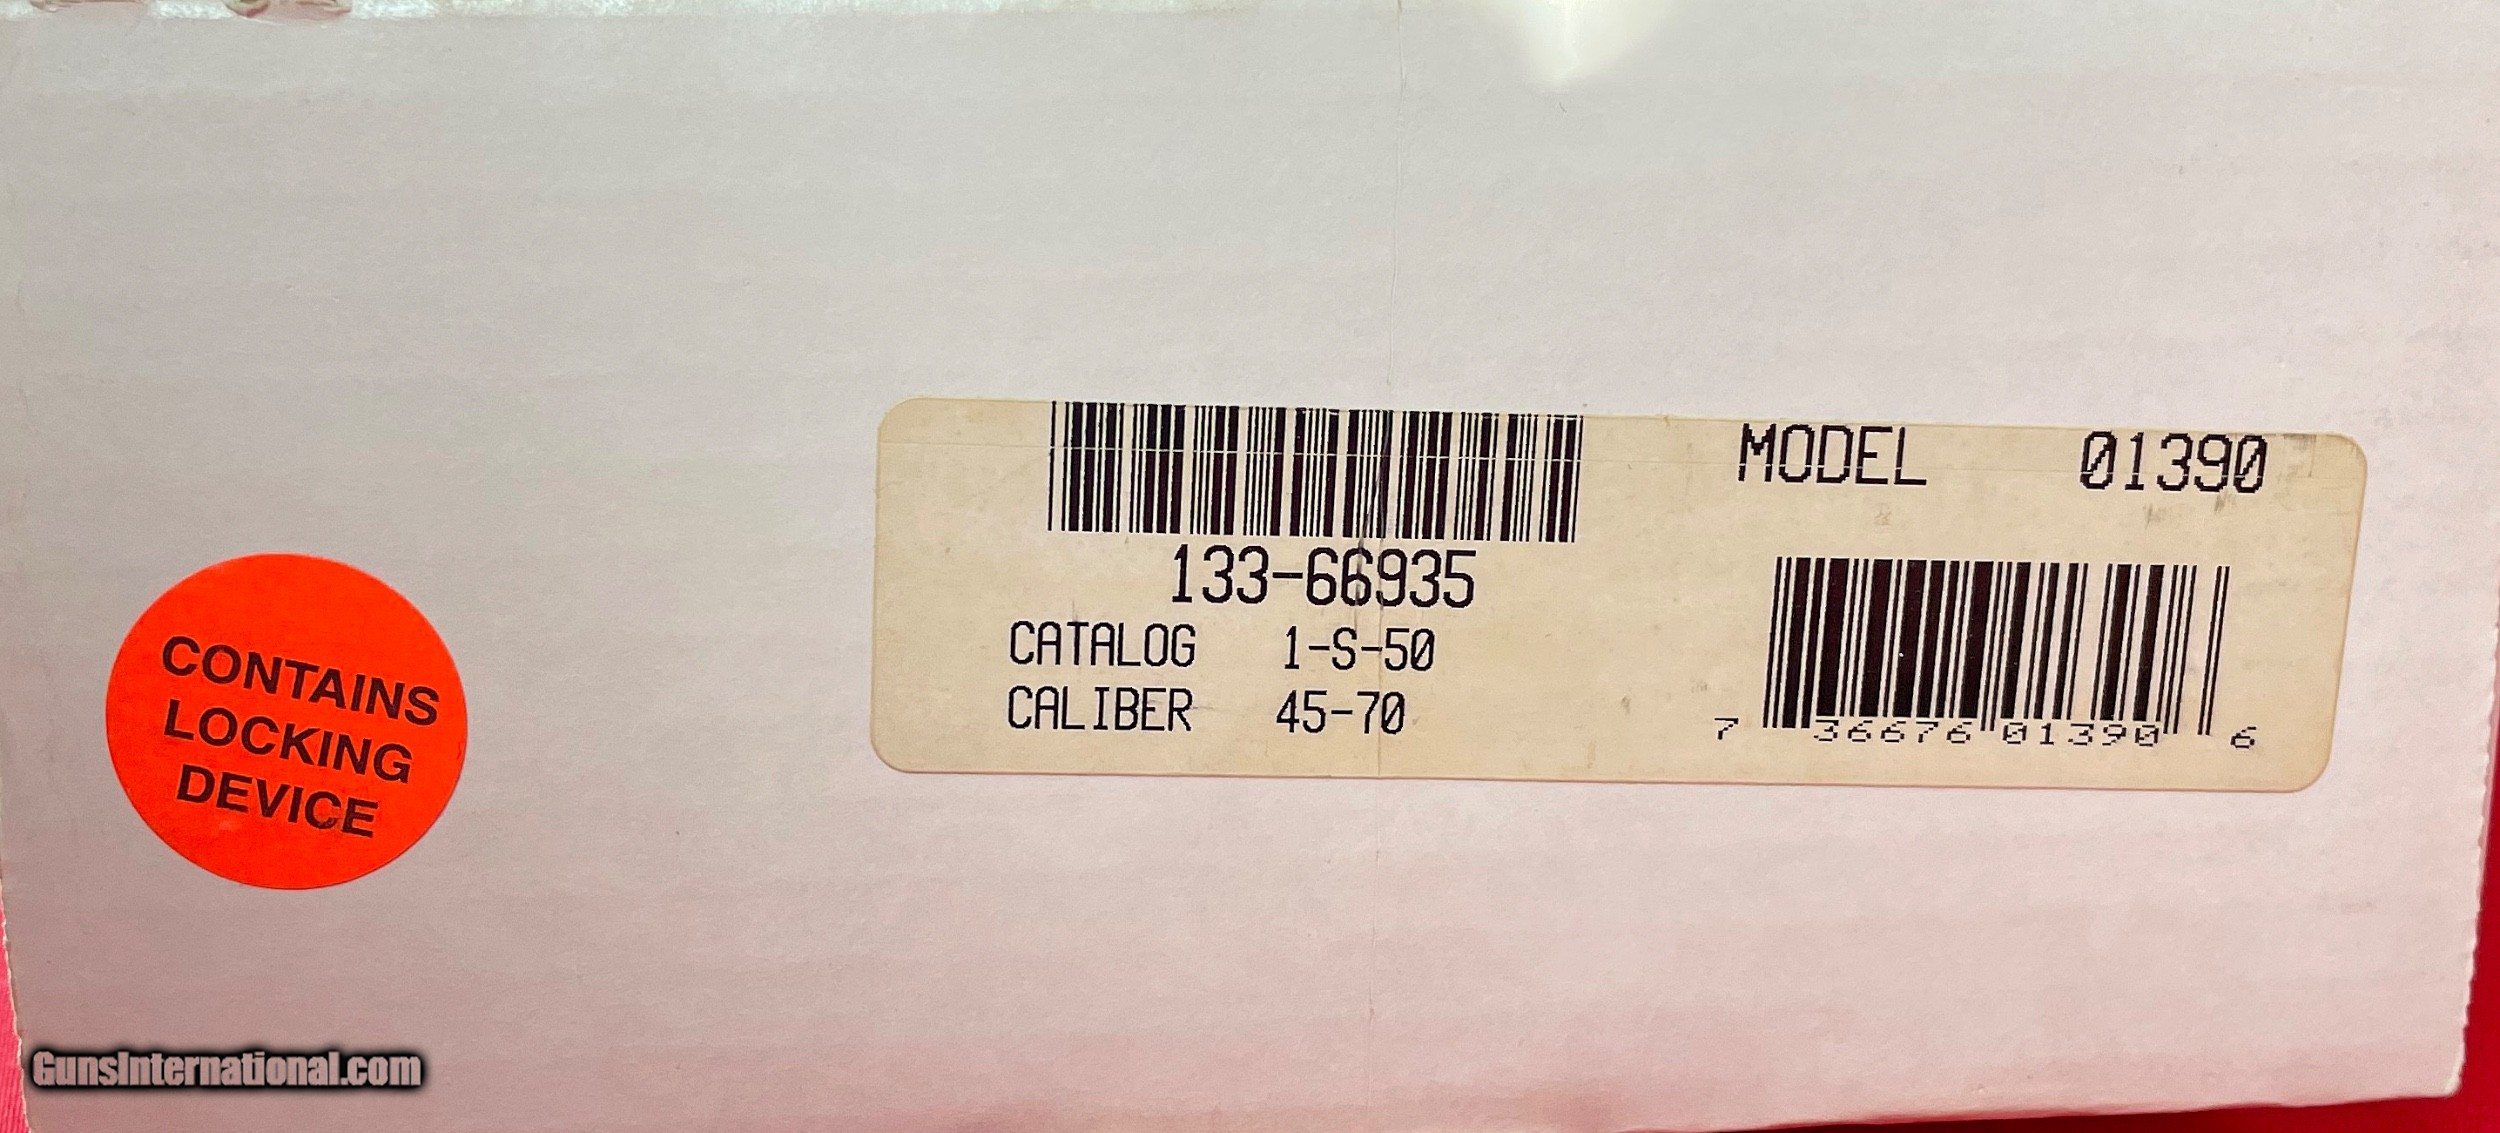 133-66935
CATALOG 1-S-50
CALIBER 45-70
MODEL 01390
7 36676 01390 6
CONTAINS
LOCKING
DEVICE
GunsInternational.com